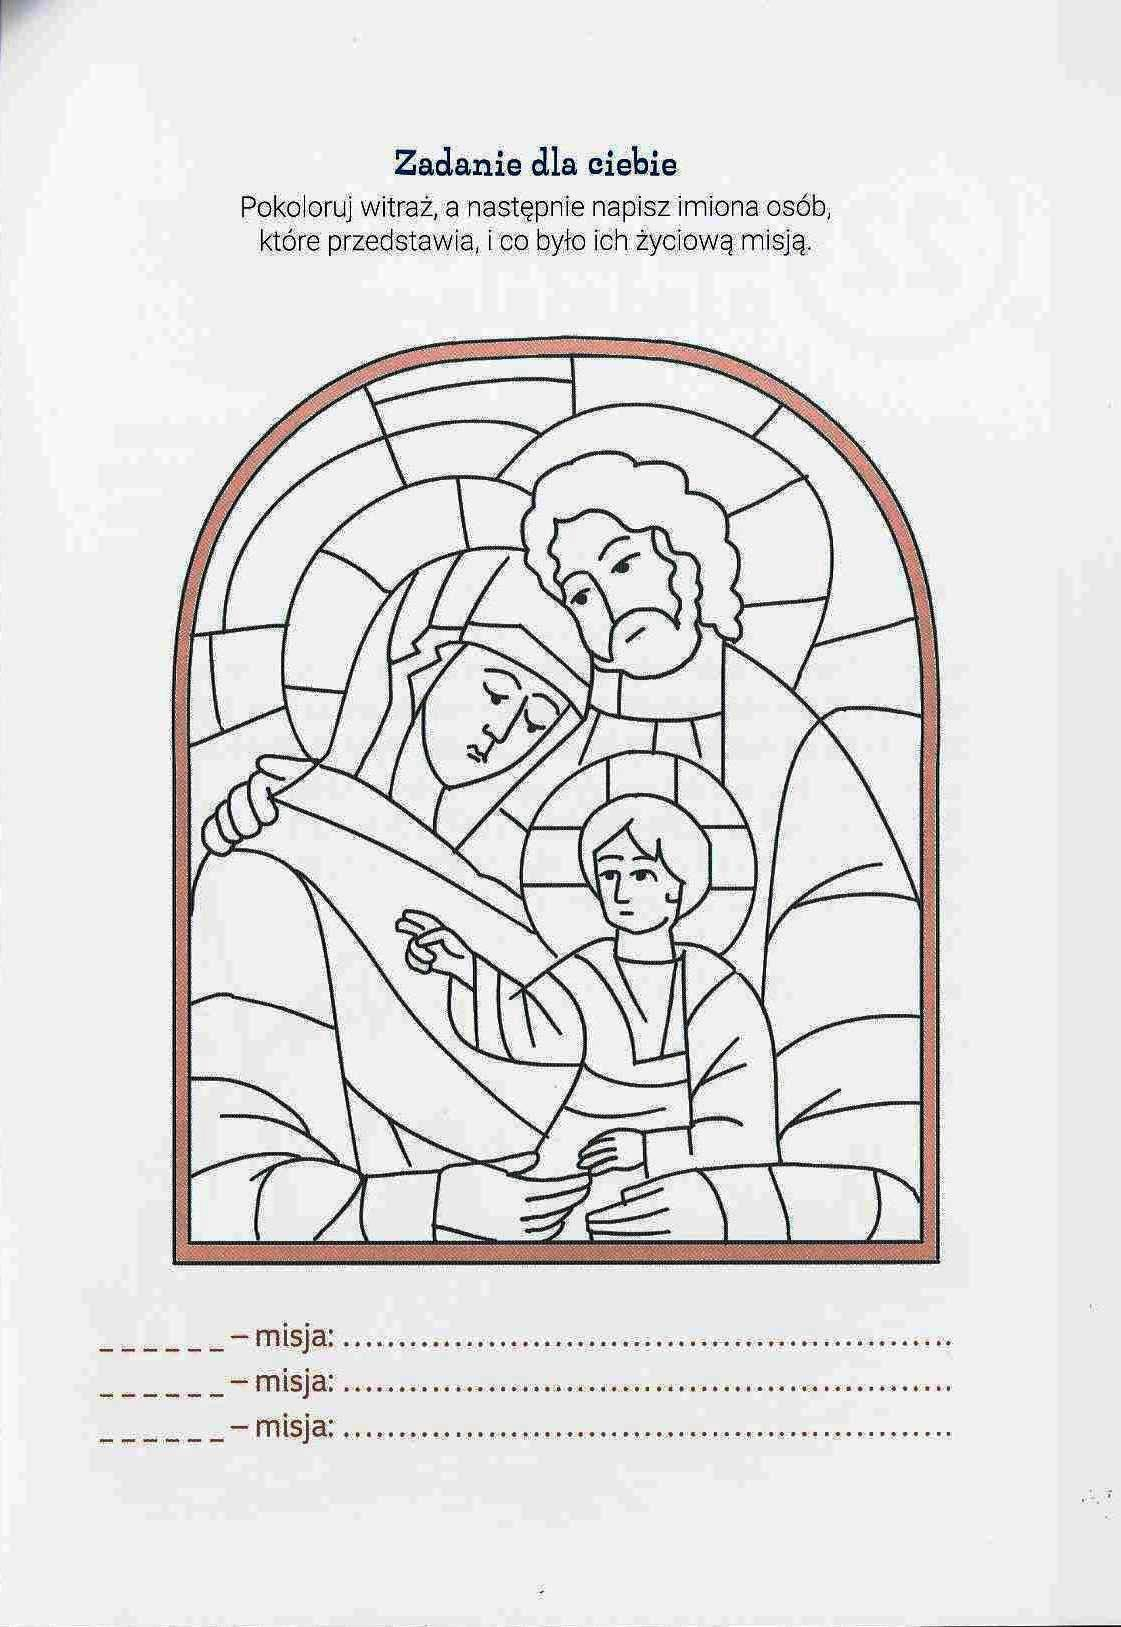 Zadanie dla ciebie
Pokoloruj witraż, a następnie napisz imiona osób,
które przedstawia, i co było ich życiową misją.
_ _ _ _ _ _ – misja: ........................................................
_ _ _ _ _ _ – misja: ........................................................
_ _ _ _ _ _ – misja: ........................................................